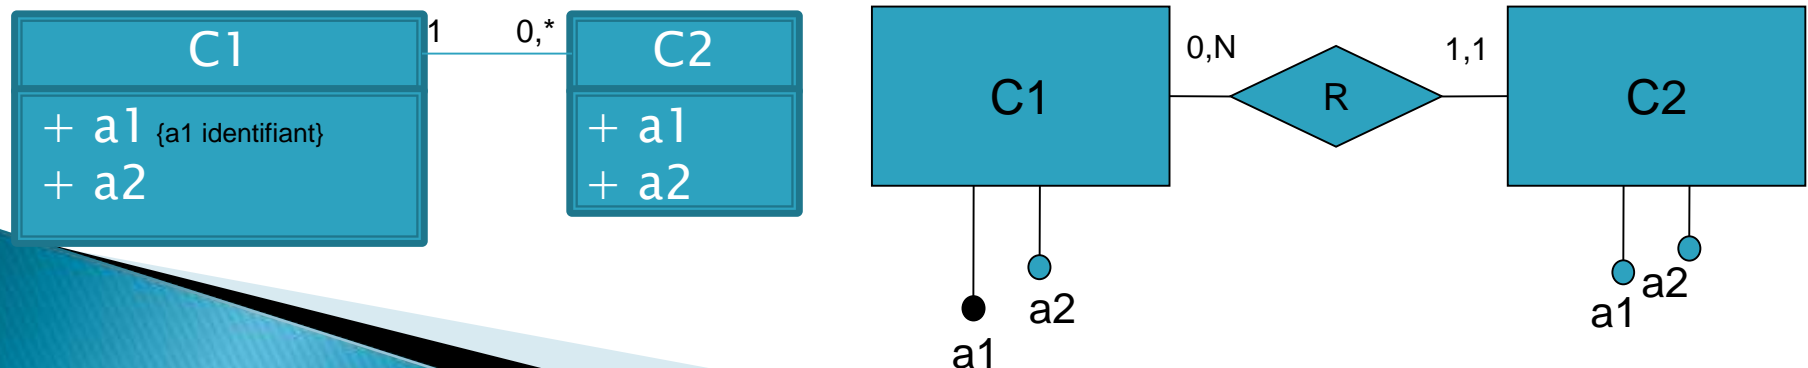 C1
1
0,*
C2
+ a1 {a1 identifiant}
+ a2
+ a1
+ a2
C1
0,N
R
1,1
C2
a1
a2
a1
a2